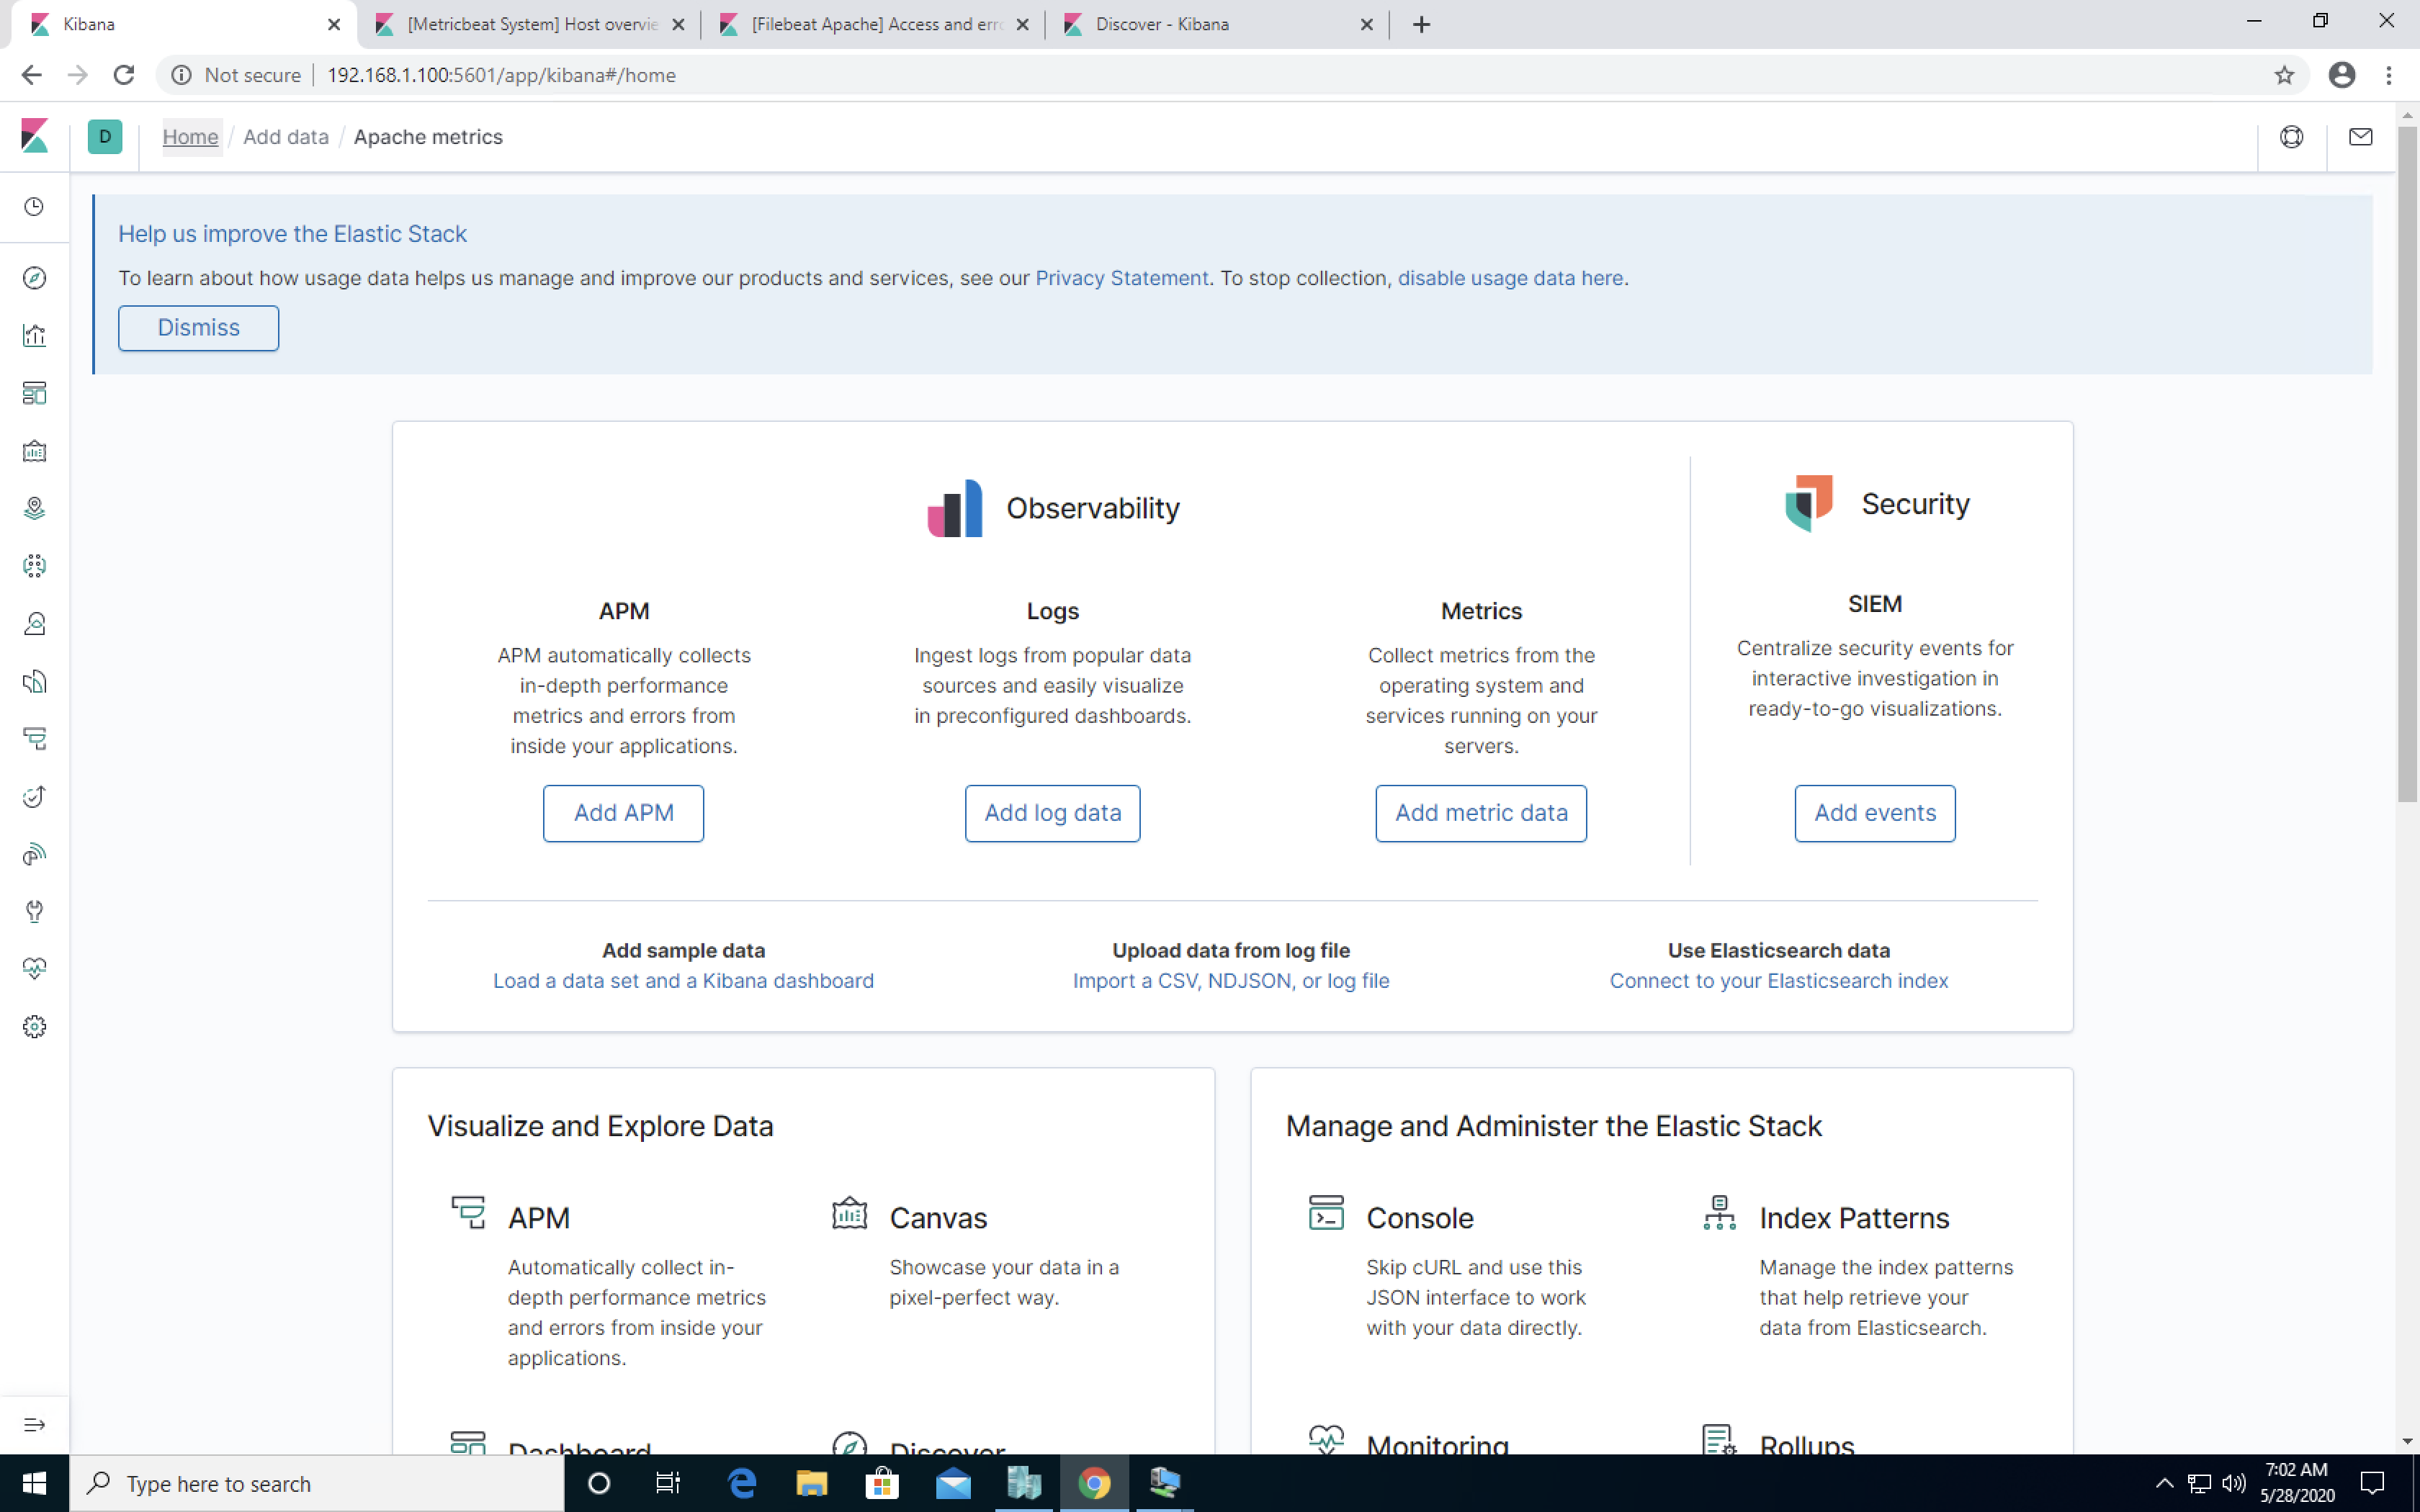 Kibana
[Metricbeat System] Host overvie
[Filebeat Apache] Access and erro
Discover - Kibana
Not secure
192.168.1.100:5601/app/kibana#/home
D
Home / Add data / Apache metrics
Help us improve the Elastic Stack
To learn about how usage data helps us manage and improve our products and services, see our Privacy Statement. To stop collection, disable usage data here.
Dismiss
Observability
APM
APM automatically collects
in-depth performance
metrics and errors from
inside your applications.
Add APM
Logs
Ingest logs from popular data
sources and easily visualize
in preconfigured dashboards.
Add log data
Metrics
Collect metrics from the
operating system and
services running on your
servers.
Add metric data
Security
SIEM
Centralize security events for
interactive investigation in
ready-to-go visualizations.
Add events
Add sample data
Load a data set and a Kibana dashboard
Upload data from log file
Import a CSV, NDJSON, or log file
Use Elasticsearch data
Connect to your Elasticsearch index
Visualize and Explore Data
APM
Automatically collect in-
depth performance metrics
and errors from inside your
applications.
Canvas
Showcase your data in a
pixel-perfect way.
Dashboard
Discover
Manage and Administer the Elastic Stack
Console
Skip cURL and use this
JSON interface to work
with your data directly.
Index Patterns
Manage the index patterns
that help retrieve your
data from Elasticsearch.
Monitoring
Rollups
Type here to search
7:02 AM
5/28/2020